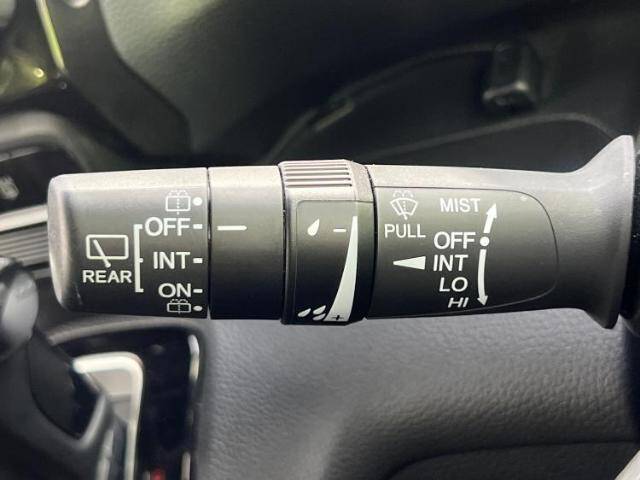 REAR
OFF
INT
ON
-
+
PULL
MIST
OFF
INT
LO
HI